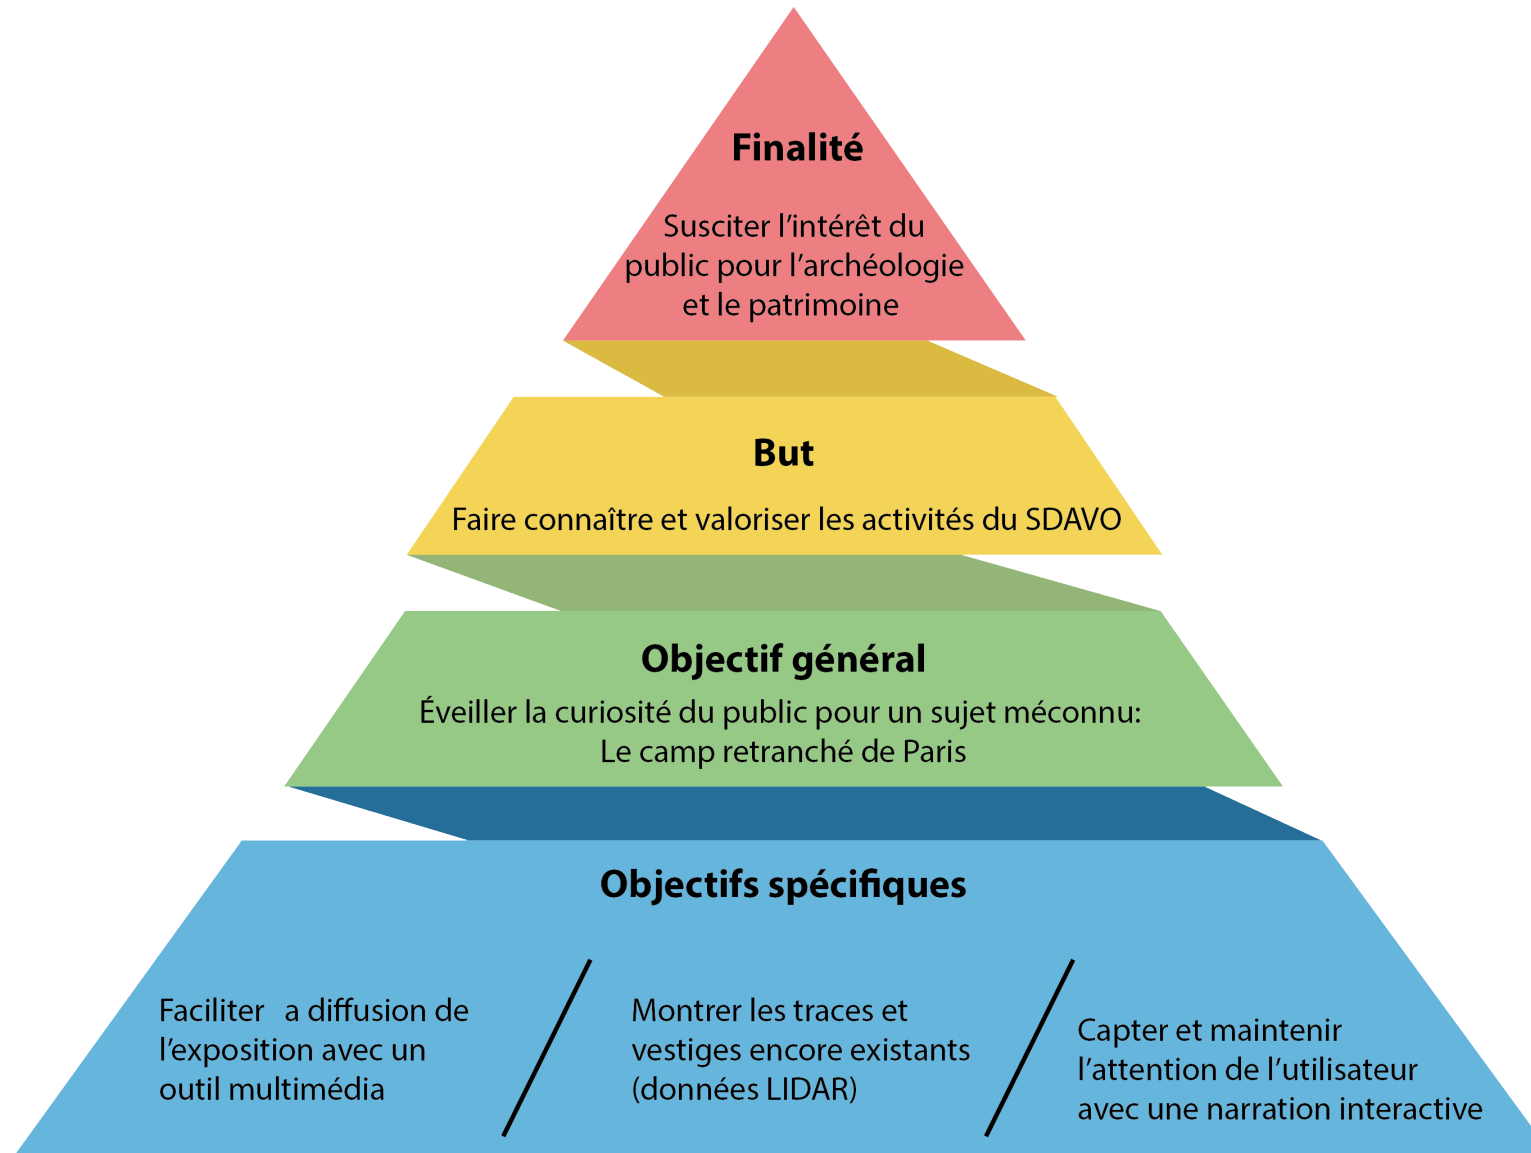 Finalité
Susciter l'intérêt du
public pour l'archéologie
et le patrimoine
But
Faire connaître et valoriser les activités du SDAVO
Objectif général
Éveiller la curiosité du public pour un sujet méconnu:
Le camp retranché de Paris
Objectifs spécifiques
Faciliter a diffusion de
l'exposition avec un
outil multimédia
Montrer les traces et
vestiges encore existants
(données LIDAR)
Capter et maintenir
l'attention de l'utilisateur
avec une narration interactive